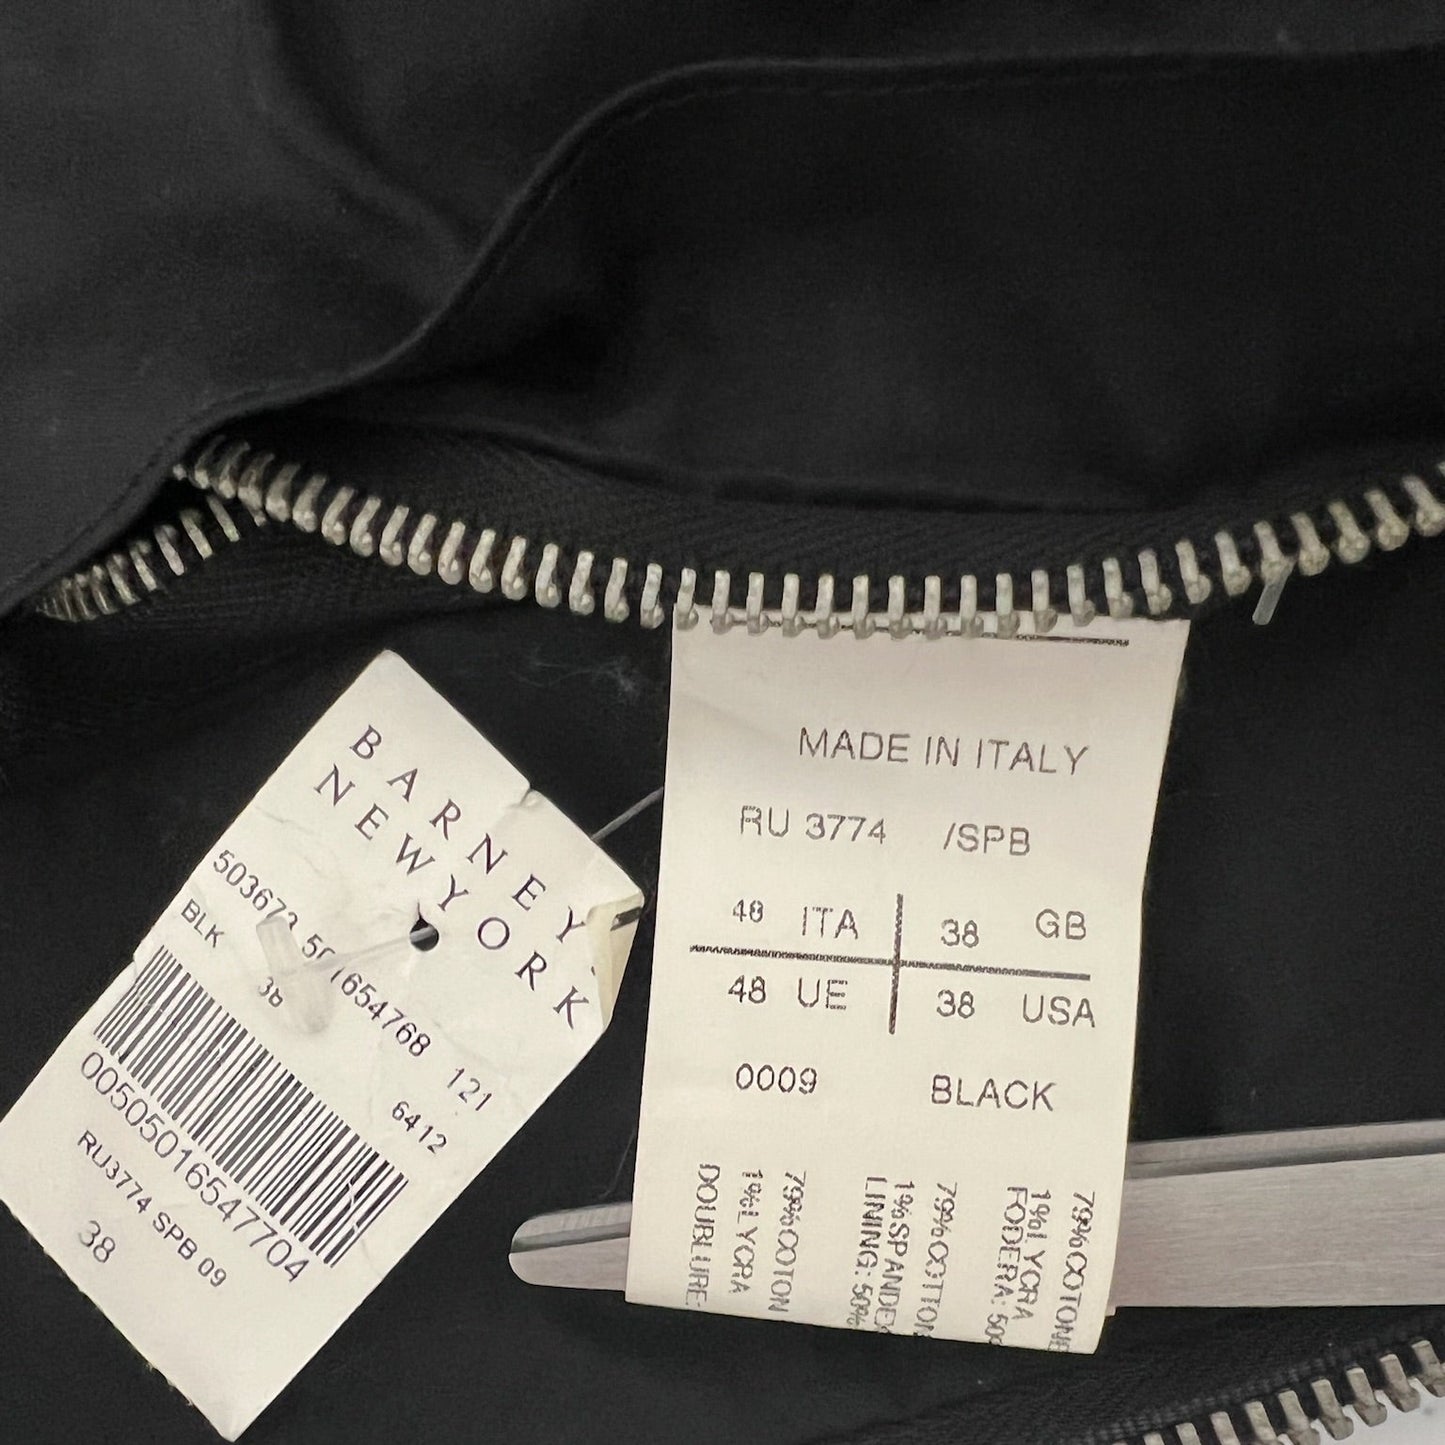 BARNEYS
NEW YORK
503673 501654768 121
BLK 38 6412
00505016547704
RU3774 SPB 09
38
MADE IN ITALY
RU 3774 /SPB
48 ITA 38 GB
48 UE 38 USA
0009 BLACK
79%COTONE
1%LYCRA
FODERA: 50%
79%COTTON
1%SPANDEX
LINING: 50%
79%COTON
1%LYCRA
DOUBLURE: